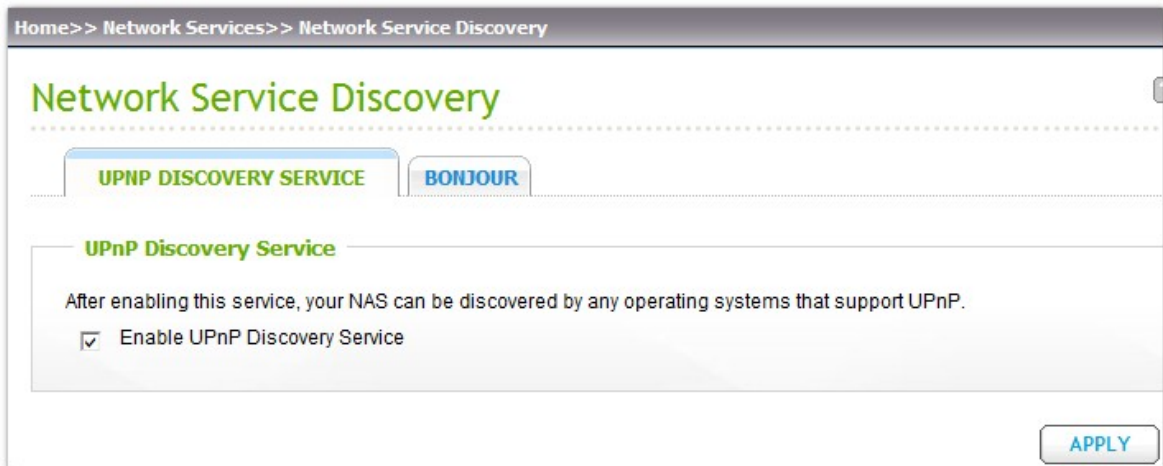 Home>> Network Services>> Network Service Discovery
Network Service Discovery
UPNP DISCOVERY SERVICE
BONJOUR
UPnP Discovery Service
After enabling this service, your NAS can be discovered by any operating systems that support UPnP.
Enable UPnP Discovery Service
APPLY